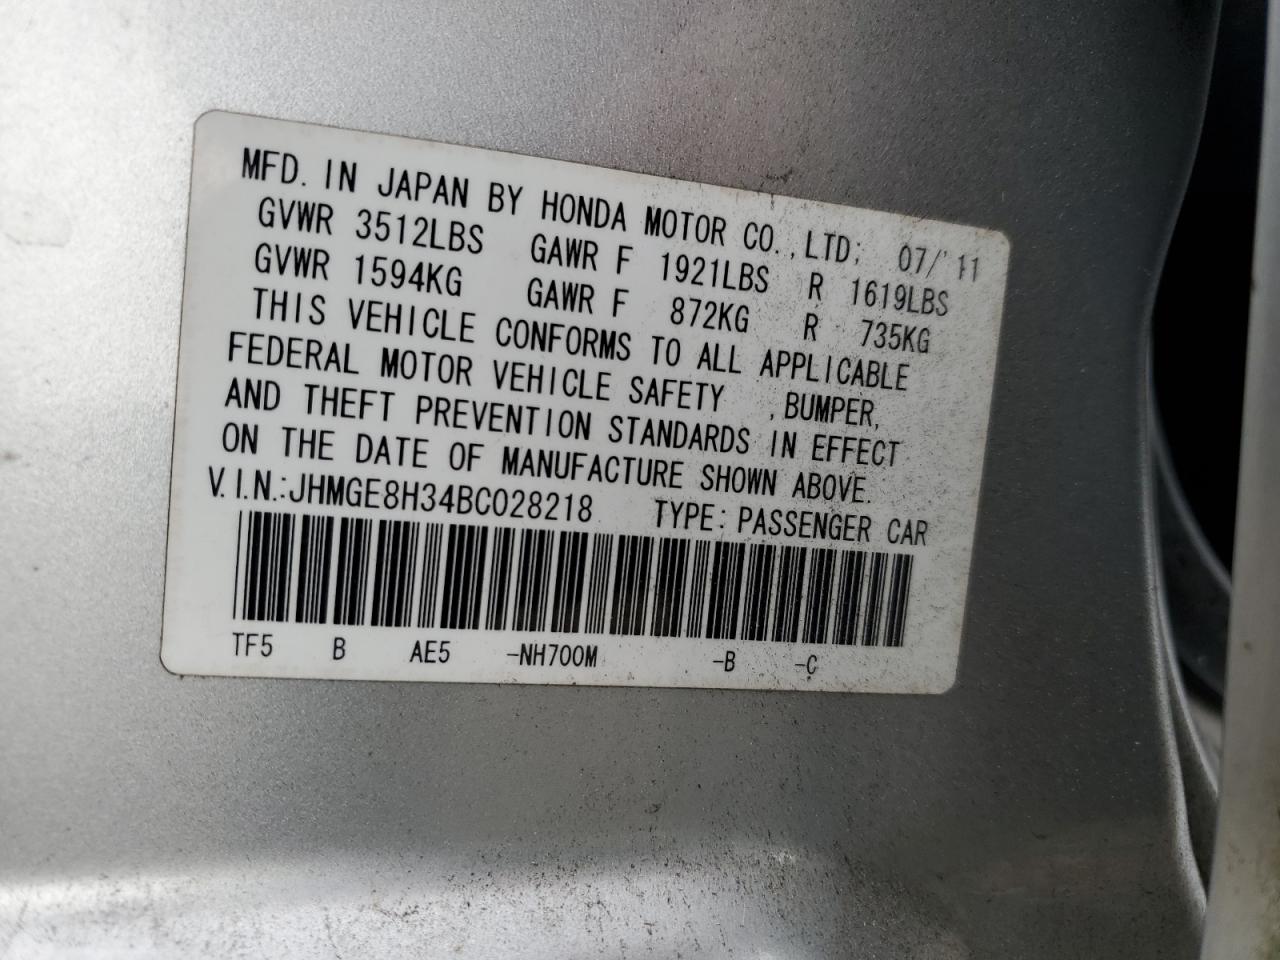 MFD. IN JAPAN BY HONDA MOTOR CO., LTD; 07/'11
GVWR 3512LBS GAWR F 1921LBS R 1619LBS
GVWR 1594KG GAWR F 872KG R 735KG
THIS VEHICLE CONFORMS TO ALL APPLICABLE
FEDERAL MOTOR VEHICLE SAFETY , BUMPER,
AND THEFT PREVENTION STANDARDS IN EFFECT
ON THE DATE OF MANUFACTURE SHOWN ABOVE.
V.I.N.:JHMGE8H34BC028218 TYPE: PASSENGER CAR
TF5 B AE5 -NH700M -B -C